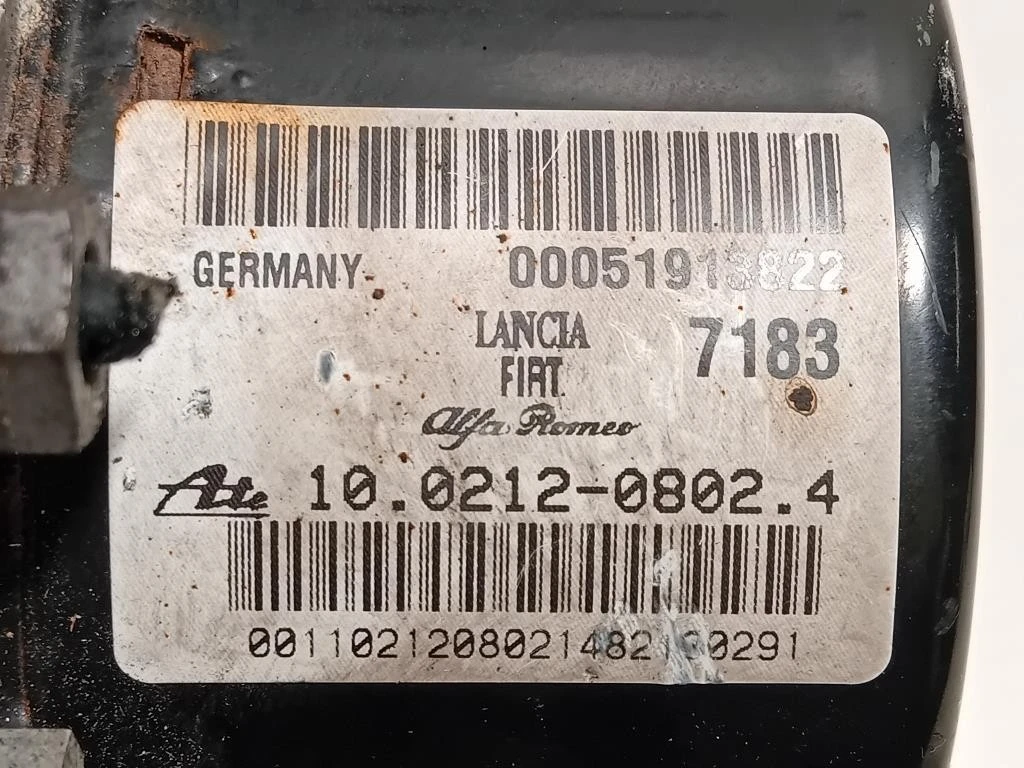 GERMANY 00051913822
LANCIA 7183
FIAT
Alfa Romeo
Ate 10.0212-0802.4
0011021208021482130291